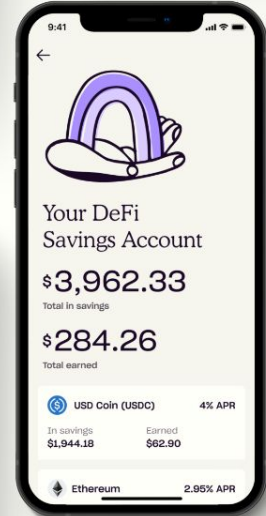 9:41
Your DeFi
Savings Account
$3,962.33
Total in savings
$284.26
Total earned
USD Coin (USDC) 4% APR
In savings Earned
$1,944.18 $62.90
Ethereum 2.95% APR